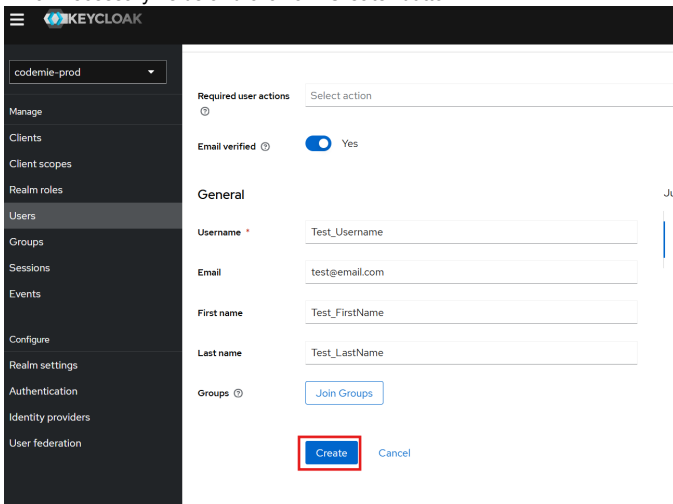 KEYCLOAK
codemie-prod
Manage
Clients
Client scopes
Realm roles
Users
Groups
Sessions
Events
Configure
Realm settings
Authentication
Identity providers
User federation
Required user actions
Select action
Email verified
Yes
General
Username *
Test_Username
Email
test@email.com
First name
Test_FirstName
Last name
Test_LastName
Groups
Join Groups
Create
Cancel